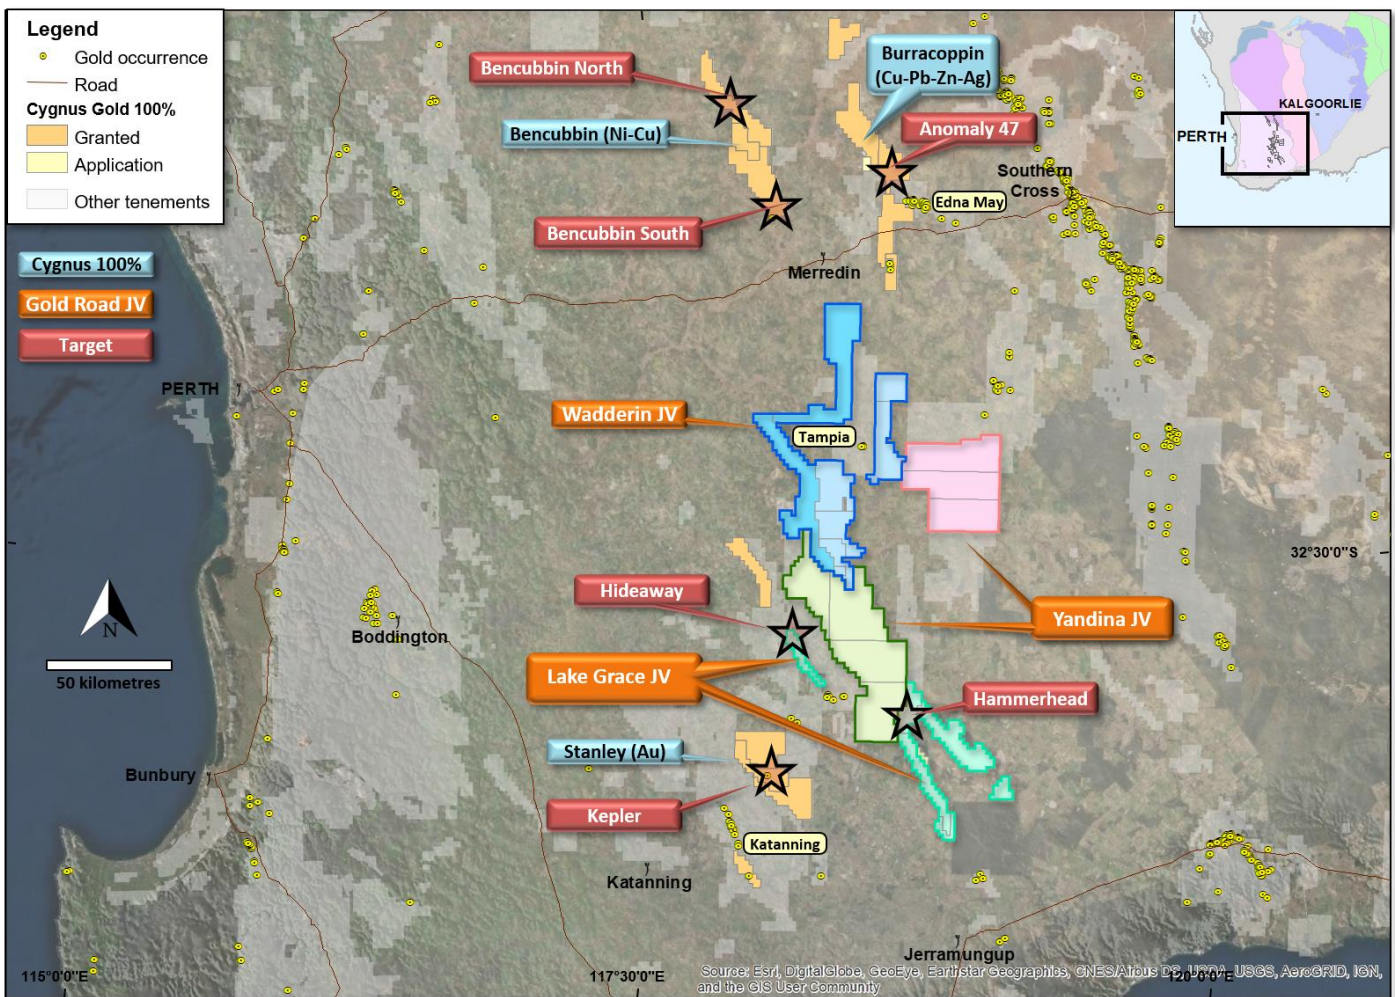 Legend
Gold occurrence
Road
Cygnus Gold 100%
Granted
Application
Other tenements
Cygnus 100%
Gold Road JV
Target
Bencubbin North
Bencubbin (Ni-Cu)
Bencubbin South
Burracoppin
(Cu-Pb-Zn-Ag)
Anomaly 47
Southern
Cross
Edna May
Merredin
KALGOORLIE
PERTH
PERTH
Wadderin JV
Tampia
32°30'0"S
Hideaway
Yandina JV
Boddington
N
50 kilometres
Lake Grace JV
Hammerhead
Stanley (Au)
Bunbury
Kepler
Katanning
Katanning
Jerramungup
115°0'0"E
117°30'0"E
120°0'0"E
Source: Esri, DigitalGlobe, GeoEye, Earthstar Geographics, CNES/Airbus DS, USDA, USGS, AeroGRID, IGN,
and the GIS User Community